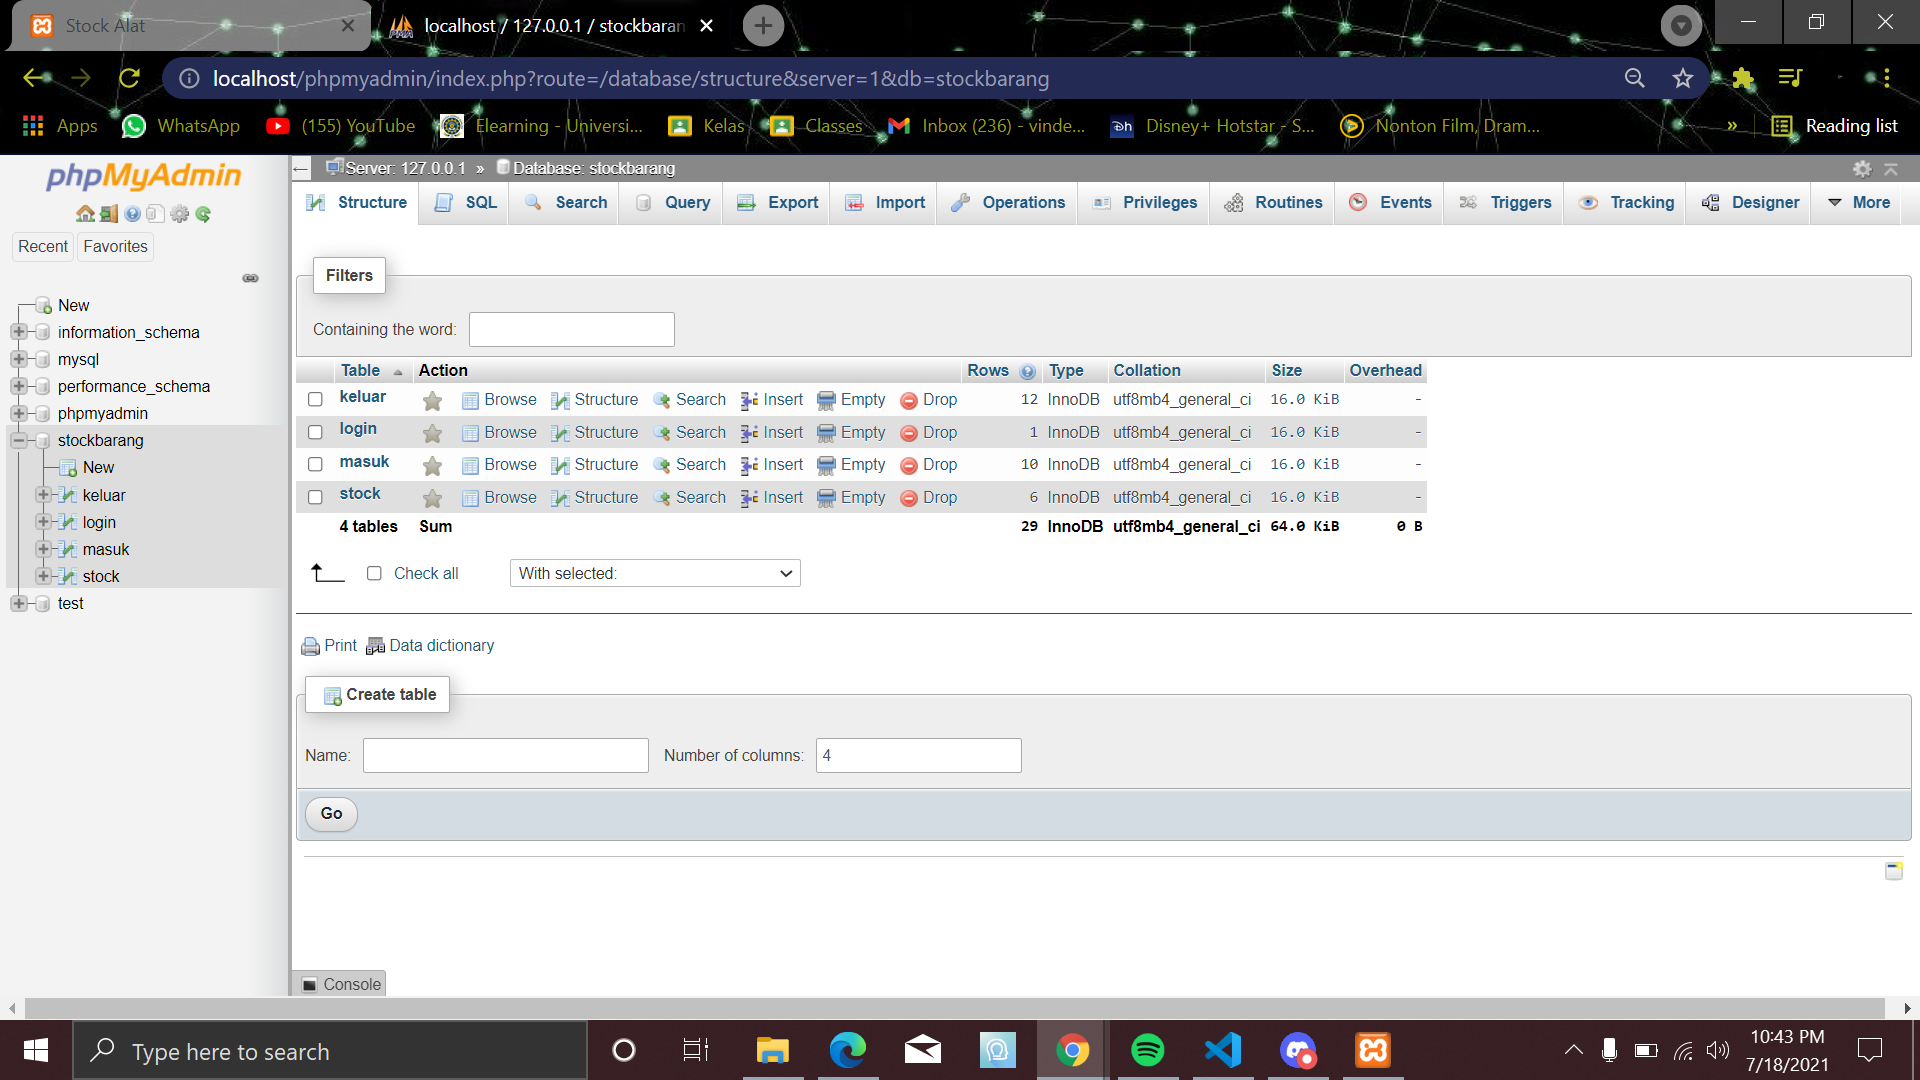 Stock Alat
localhost / 127.0.0.1 / stockbaran
localhost/phpmyadmin/index.php?route=/database/structure&server=1&db=stockbarang
Apps
WhatsApp
(155) YouTube
Elearning - Universi...
Kelas
Classes
Inbox (236) - vinde...
Disney+ Hotstar - S...
Nonton Film, Dram...
»
Reading list
phpMyAdmin
Recent
Favorites
New
information_schema
mysql
performance_schema
phpmyadmin
stockbarang
New
keluar
login
masuk
stock
test
Server: 127.0.0.1 » Database: stockbarang
Structure
SQL
Search
Query
Export
Import
Operations
Privileges
Routines
Events
Triggers
Tracking
Designer
More
Filters
Containing the word:
Table Action Rows Type Collation Size Overhead
keluar Browse Structure Search Insert Empty Drop 12 InnoDB utf8mb4_general_ci 16.0 KiB -
login Browse Structure Search Insert Empty Drop 1 InnoDB utf8mb4_general_ci 16.0 KiB -
masuk Browse Structure Search Insert Empty Drop 10 InnoDB utf8mb4_general_ci 16.0 KiB -
stock Browse Structure Search Insert Empty Drop 6 InnoDB utf8mb4_general_ci 16.0 KiB -
4 tables Sum 29 InnoDB utf8mb4_general_ci 64.0 KiB 0 B
Check all
With selected:
Print
Data dictionary
Create table
Name:
Number of columns: 4
Go
Console
Type here to search
10:43 PM
7/18/2021